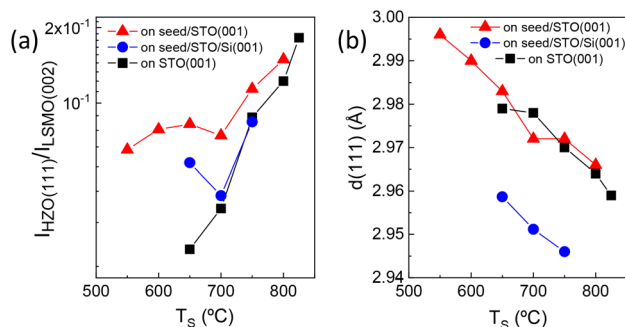 (a)
2x10⁻¹
10⁻¹
I_HZO(111)/I_LSMO(002)
on seed/STO(001)
on seed/STO/Si(001)
on STO(001)
500 600 700 800
T_S (ºC)
(b)
3.00
2.99
2.98
2.97
2.96
2.95
2.94
d(111) (Å)
on seed/STO(001)
on seed/STO/Si(001)
on STO(001)
500 600 700 800
T_S (ºC)